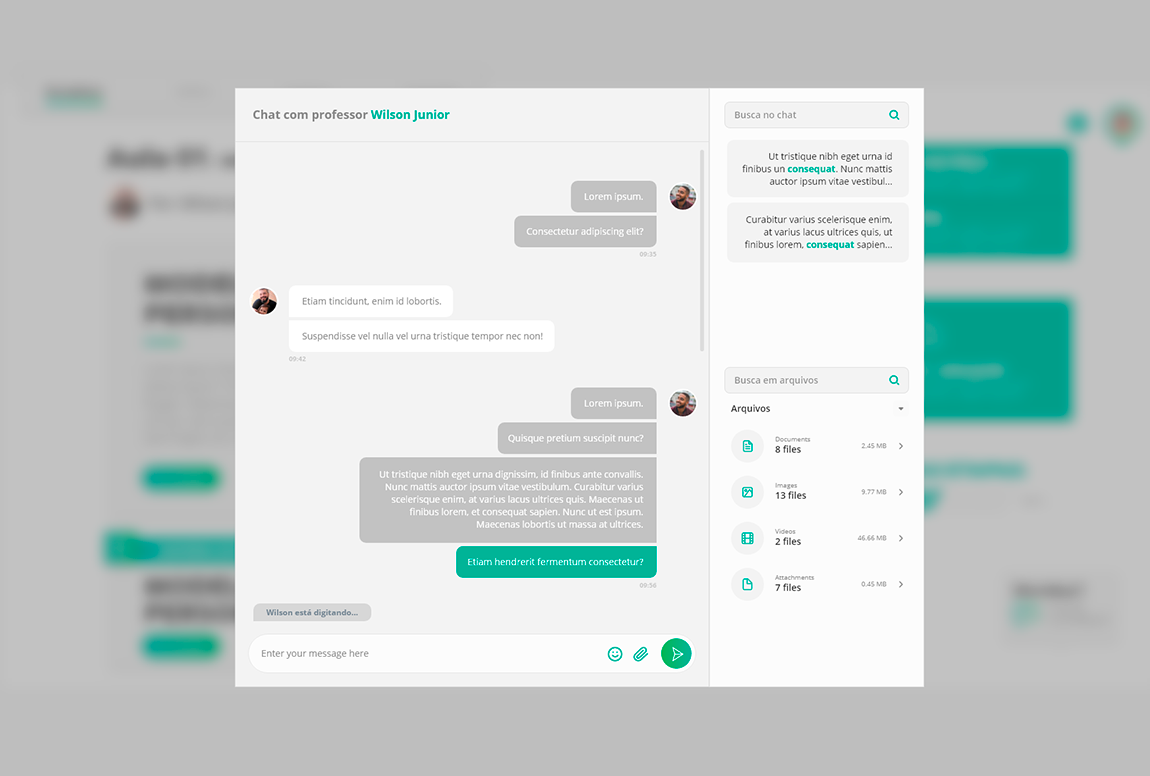 Chat com professor Wilson Junior
Lorem ipsum.
Consectetur adipiscing elit?
09:35
Etiam tincidunt, enim id lobortis.
Suspendisse vel nulla vel urna tristique tempor nec non!
09:42
Lorem ipsum.
Quisque pretium suscipit nunc?
Ut tristique nibh eget urna dignissim, id finibus ante convallis.
Nunc mattis auctor ipsum vitae vestibulum. Curabitur varius
scelerisque enim, at varius lacus ultrices quis. Maecenas ut
finibus lorem, et consequat sapien. Nunc ut est ipsum.
Maecenas lobortis ut massa at ultrices.
Etiam hendrerit fermentum consectetur?
09:56
Wilson está digitando...
Enter your message here
Busca no chat
Ut tristique nibh eget urna id
finibus un consequat. Nunc mattis
auctor ipsum vitae vestibul...
Curabitur varius scelerisque enim,
at varius lacus ultrices quis, ut
finibus lorem, consequat sapien...
Busca em arquivos
Arquivos
Documents
8 files
2.45 MB
Images
13 files
9.77 MB
Videos
2 files
46.66 MB
Attachments
7 files
0.45 MB
Aula 01.